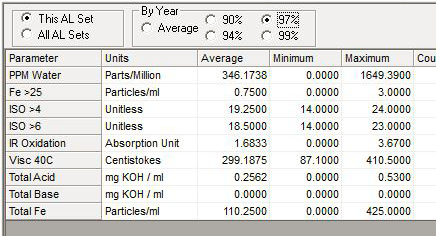 This AL Set
All AL Sets
By Year
Average
90%
97%
94%
99%
Parameter Units Average Minimum Maximum Cou
PPM Water Parts/Million 346.1738 0.0000 1649.3900
Fe >25 Particles/ml 0.7500 0.0000 3.0000
ISO >4 Unitless 19.2500 14.0000 24.0000
ISO >6 Unitless 18.5000 14.0000 23.0000
IR Oxidation Absorption Unit 1.6833 0.0000 3.6700
Visc 40C Centistokes 299.1875 87.1000 410.5000
Total Acid mg KOH / ml 0.2562 0.0000 0.5300
Total Base mg KOH / ml 0.0000 0.0000 0.0000
Total Fe Particles/ml 110.2500 0.0000 425.0000